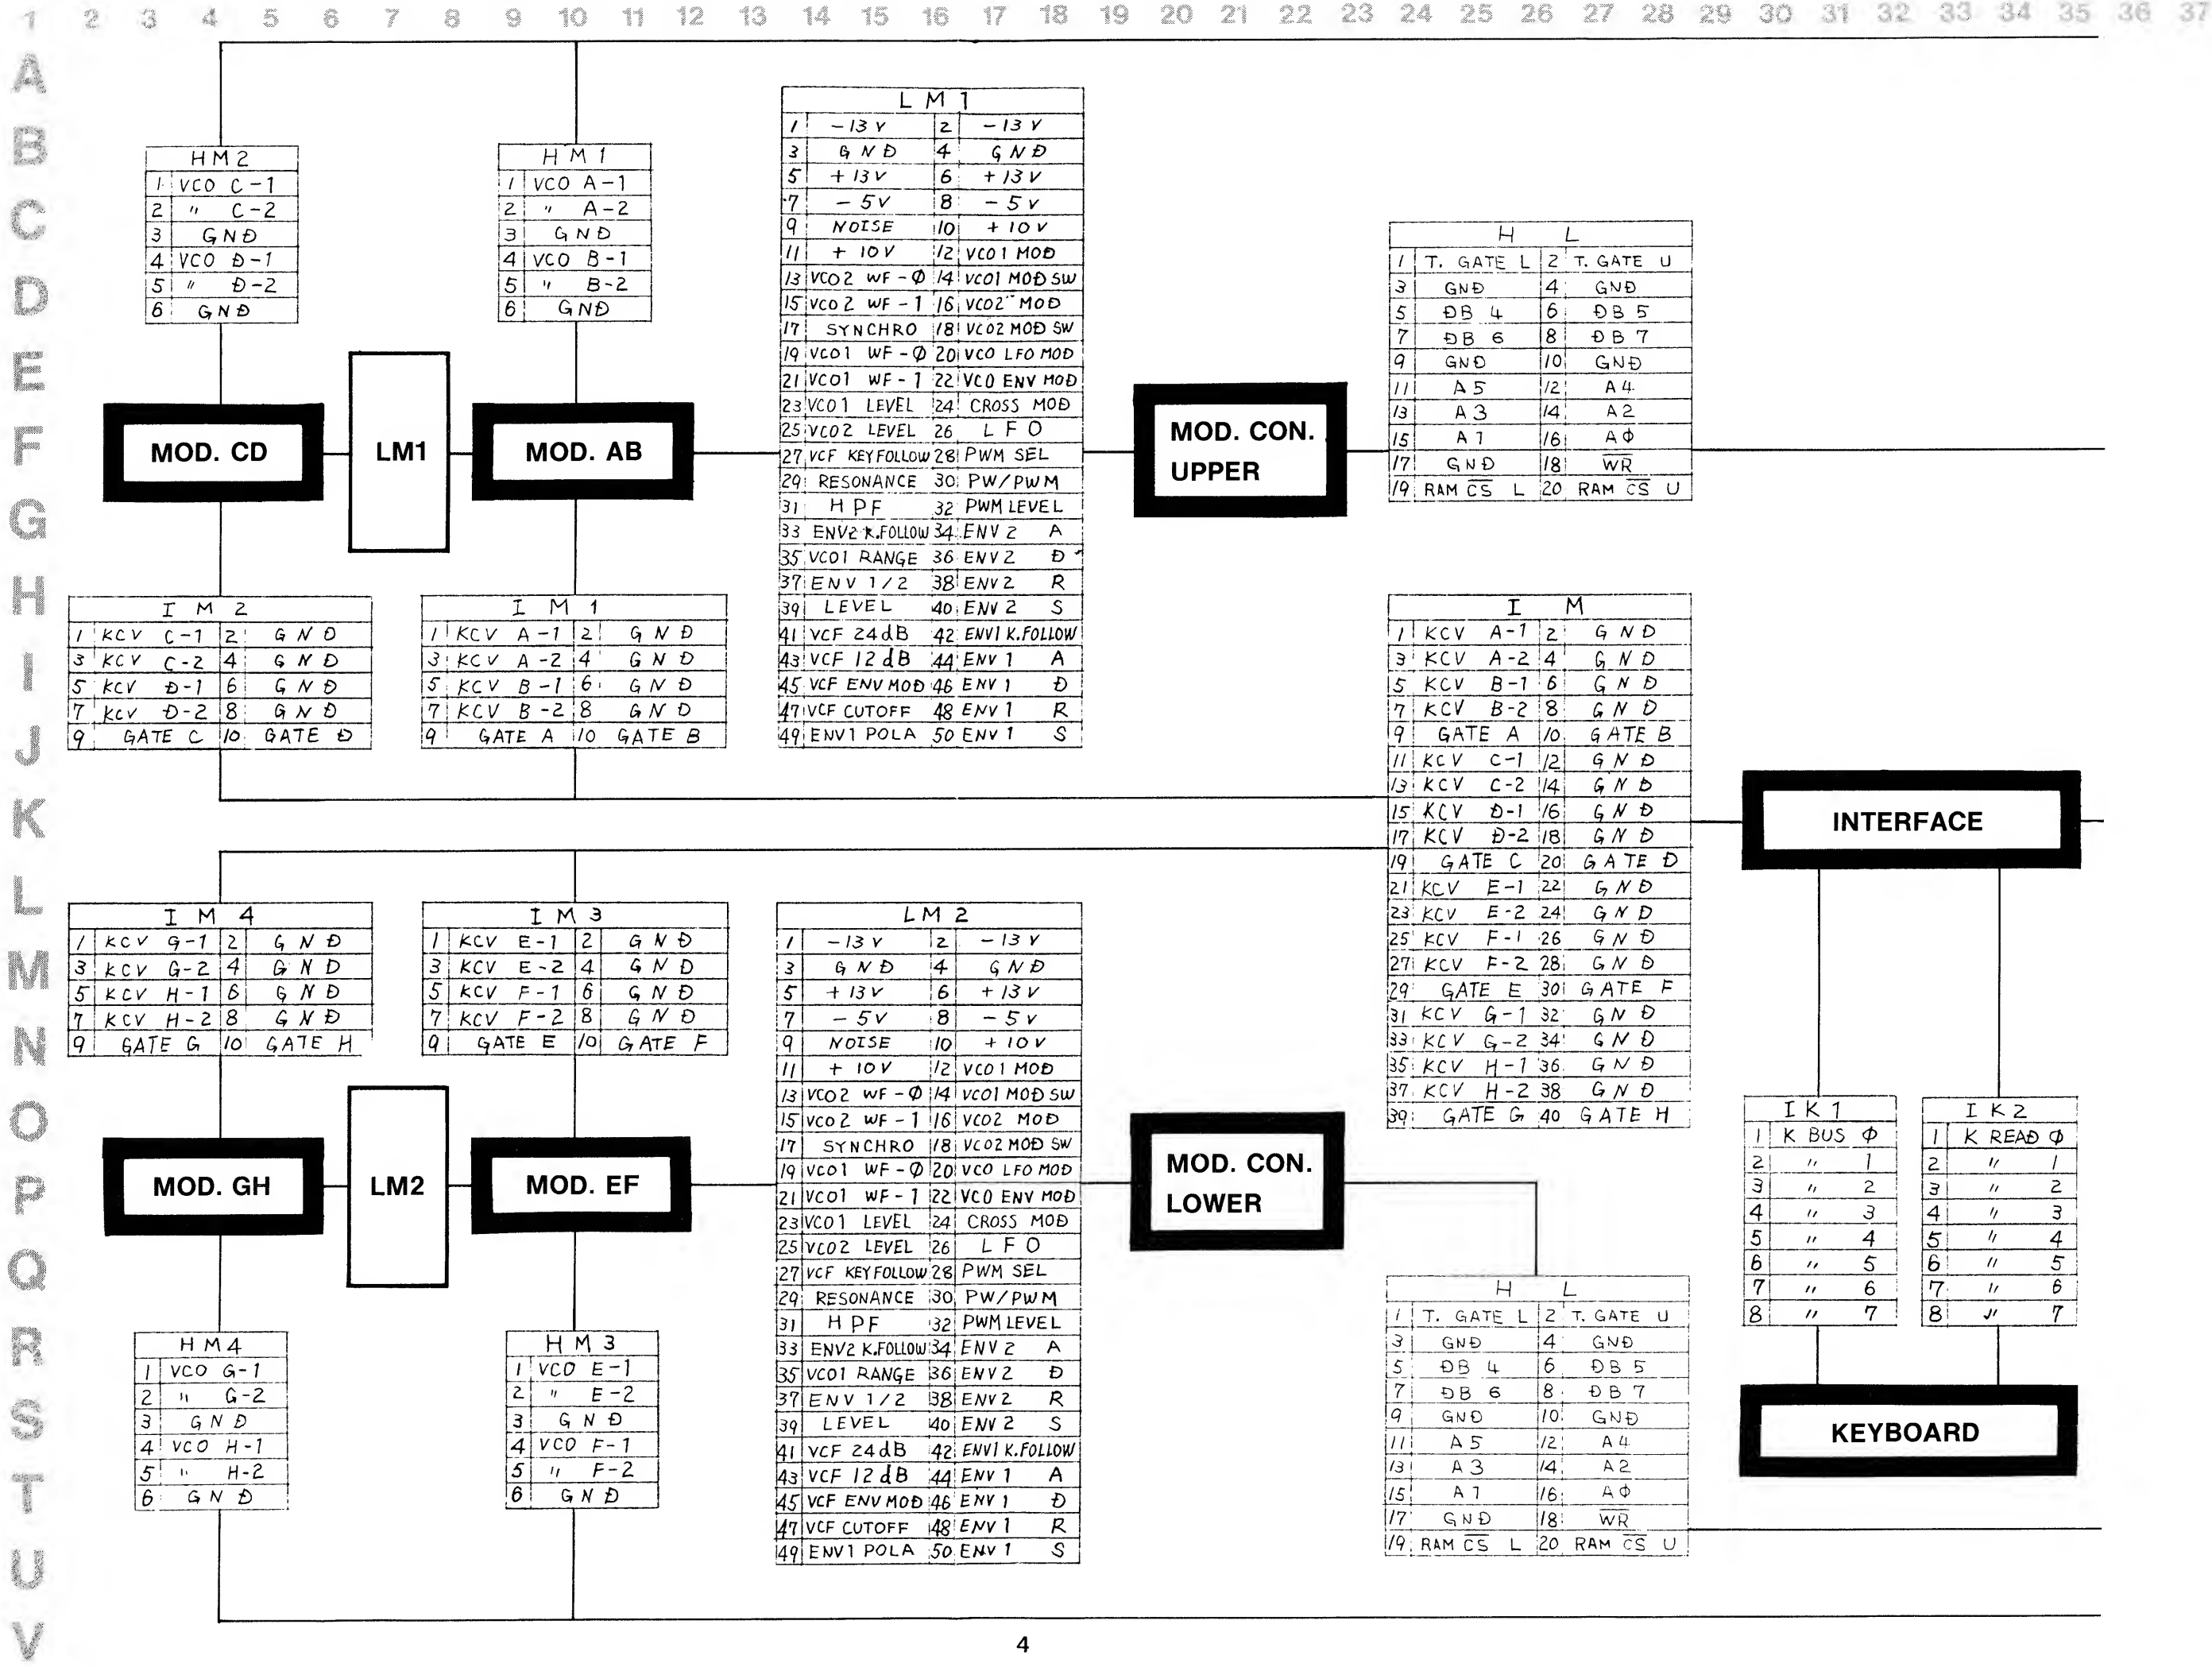 1 2 3 4 5 6 7 8 9 10 11 12 13 14 15 16 17 18 19 20 21 22 23 24 25 26 27 28 29 30 31 32 33 34 35 36 37
A
B
C
D
E
F
G
H
I
J
K
L
M
N
O
P
Q
R
S
T
U
V
HM2
1 VCO C-1
2 " C-2
3 GND
4 VCO D-1
5 " D-2
6 GND
HM1
1 VCO A-1
2 " A-2
3 GND
4 VCO B-1
5 " B-2
6 GND
LM1
1 -13V 2 -13V
3 GND 4 GND
5 +13V 6 +13V
7 -5V 8 -5V
9 NOISE 10 +10V
11 +10V 12 VCO1 MOD
13 VCO2 WF-Ø 14 VCO1 MOD SW
15 VCO2 WF-1 16 VCO2 MOD
17 SYNCHRO 18 VCO2 MOD SW
19 VCO1 WF-Ø 20 VCO LFO MOD
21 VCO1 WF-1 22 VCO ENV MOD
23 VCO1 LEVEL 24 CROSS MOD
25 VCO2 LEVEL 26 LFO
27 VCF KEYFOLLOW 28 PWM SEL
29 RESONANCE 30 PW/PWM
31 HPF 32 PWM LEVEL
33 ENV2 K.FOLLOW 34 ENV2 A
35 VCO1 RANGE 36 ENV2 D
37 ENV 1/2 38 ENV2 R
39 LEVEL 40 ENV2 S
41 VCF 24dB 42 ENV1 K.FOLLOW
43 VCF 12dB 44 ENV1 A
45 VCF ENV MOD 46 ENV1 D
47 VCF CUTOFF 48 ENV1 R
49 ENV1 POLA 50 ENV1 S
HL
1 T. GATE L 2 T. GATE U
3 GND 4 GND
5 DB 4 6 DB 5
7 DB 6 8 DB 7
9 GND 10 GND
11 A5 12 A4
13 A3 14 A2
15 A1 16 AØ
17 GND 18 W̅R̅
19 RAM C̅S̅ L 20 RAM C̅S̅ U
MOD. CD
LM1
MOD. AB
MOD. CON.
UPPER
IM2
1 KCV C-1 2 GND
3 KCV C-2 4 GND
5 KCV D-1 6 GND
7 KCV D-2 8 GND
9 GATE C 10 GATE D
IM1
1 KCV A-1 2 GND
3 KCV A-2 4 GND
5 KCV B-1 6 GND
7 KCV B-2 8 GND
9 GATE A 10 GATE B
IM
1 KCV A-1 2 GND
3 KCV A-2 4 GND
5 KCV B-1 6 GND
7 KCV B-2 8 GND
9 GATE A 10 GATE B
11 KCV C-1 12 GND
13 KCV C-2 14 GND
15 KCV D-1 16 GND
17 KCV D-2 18 GND
19 GATE C 20 GATE D
21 KCV E-1 22 GND
23 KCV E-2 24 GND
25 KCV F-1 26 GND
27 KCV F-2 28 GND
29 GATE E 30 GATE F
31 KCV G-1 32 GND
33 KCV G-2 34 GND
35 KCV H-1 36 GND
37 KCV H-2 38 GND
39 GATE G 40 GATE H
INTERFACE
IM4
1 KCV G-1 2 GND
3 KCV G-2 4 GND
5 KCV H-1 6 GND
7 KCV H-2 8 GND
9 GATE G 10 GATE H
IM3
1 KCV E-1 2 GND
3 KCV E-2 4 GND
5 KCV F-1 6 GND
7 KCV F-2 8 GND
9 GATE E 10 GATE F
LM2
1 -13V 2 -13V
3 GND 4 GND
5 +13V 6 +13V
7 -5V 8 -5V
9 NOISE 10 +10V
11 +10V 12 VCO1 MOD
13 VCO2 WF-Ø 14 VCO1 MOD SW
15 VCO2 WF-1 16 VCO2 MOD
17 SYNCHRO 18 VCO2 MOD SW
19 VCO1 WF-Ø 20 VCO LFO MOD
21 VCO1 WF-1 22 VCO ENV MOD
23 VCO1 LEVEL 24 CROSS MOD
25 VCO2 LEVEL 26 LFO
27 VCF KEYFOLLOW 28 PWM SEL
29 RESONANCE 30 PW/PWM
31 HPF 32 PWM LEVEL
33 ENV2 K.FOLLOW 34 ENV2 A
35 VCO1 RANGE 36 ENV2 D
37 ENV 1/2 38 ENV2 R
39 LEVEL 40 ENV2 S
41 VCF 24dB 42 ENV1 K.FOLLOW
43 VCF 12dB 44 ENV1 A
45 VCF ENV MOD 46 ENV1 D
47 VCF CUTOFF 48 ENV1 R
49 ENV1 POLA 50 ENV1 S
MOD. GH
LM2
MOD. EF
MOD. CON.
LOWER
IK1
1 K BUS Ø
2 " 1
3 " 2
4 " 3
5 " 4
6 " 5
7 " 6
8 " 7
IK2
1 K READ Ø
2 " 1
3 " 2
4 " 3
5 " 4
6 " 5
7 " 6
8 " 7
HM4
1 VCO G-1
2 " G-2
3 GND
4 VCO H-1
5 " H-2
6 GND
HM3
1 VCO E-1
2 " E-2
3 GND
4 VCO F-1
5 " F-2
6 GND
HL
1 T. GATE L 2 T. GATE U
3 GND 4 GND
5 DB 4 6 DB 5
7 DB 6 8 DB 7
9 GND 10 GND
11 A5 12 A4
13 A3 14 A2
15 A1 16 AØ
17 GND 18 W̅R̅
19 RAM C̅S̅ L 20 RAM C̅S̅ U
KEYBOARD
4